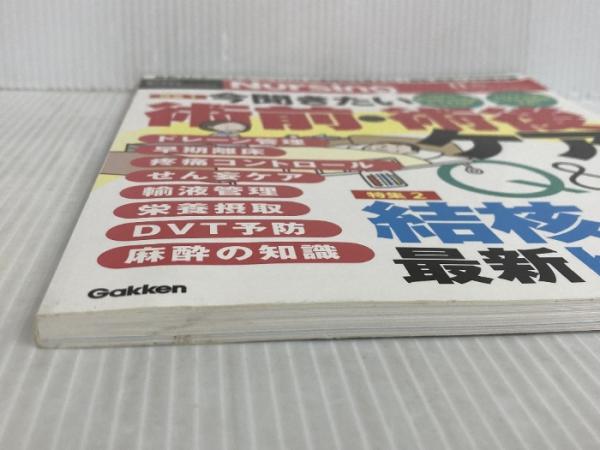 Nursing
今聞きたい
術前・術後
ケア
ドレーン管理
早期離床
疼痛コントロール
せん妄ケア
輸液管理
栄養摂取
DVT予防
麻酔の知識
Q
特集2
結核
最新
Gakken